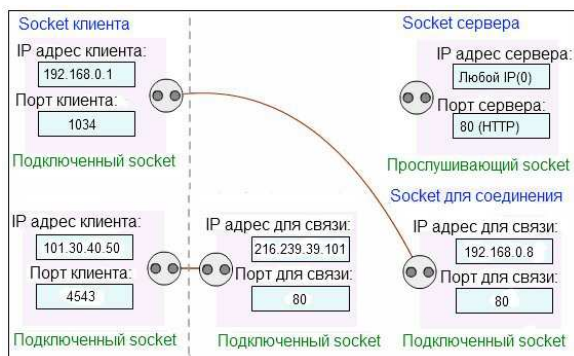 Socket клиента
IP адрес клиента:
192.168.0.1
Порт клиента:
1034
Подключенный socket
Socket сервера
IP адрес сервера:
Любой IP(0)
Порт сервера:
80 (HTTP)
Прослушивающий socket
IP адрес клиента:
101.30.40.50
Порт клиента:
4543
Подключенный socket
IP адрес для связи:
216.239.39.101
Порт для связи:
80
Подключенный socket
Socket для соединения
IP адрес для связи:
192.168.0.8
Порт для связи:
80
Подключенный socket